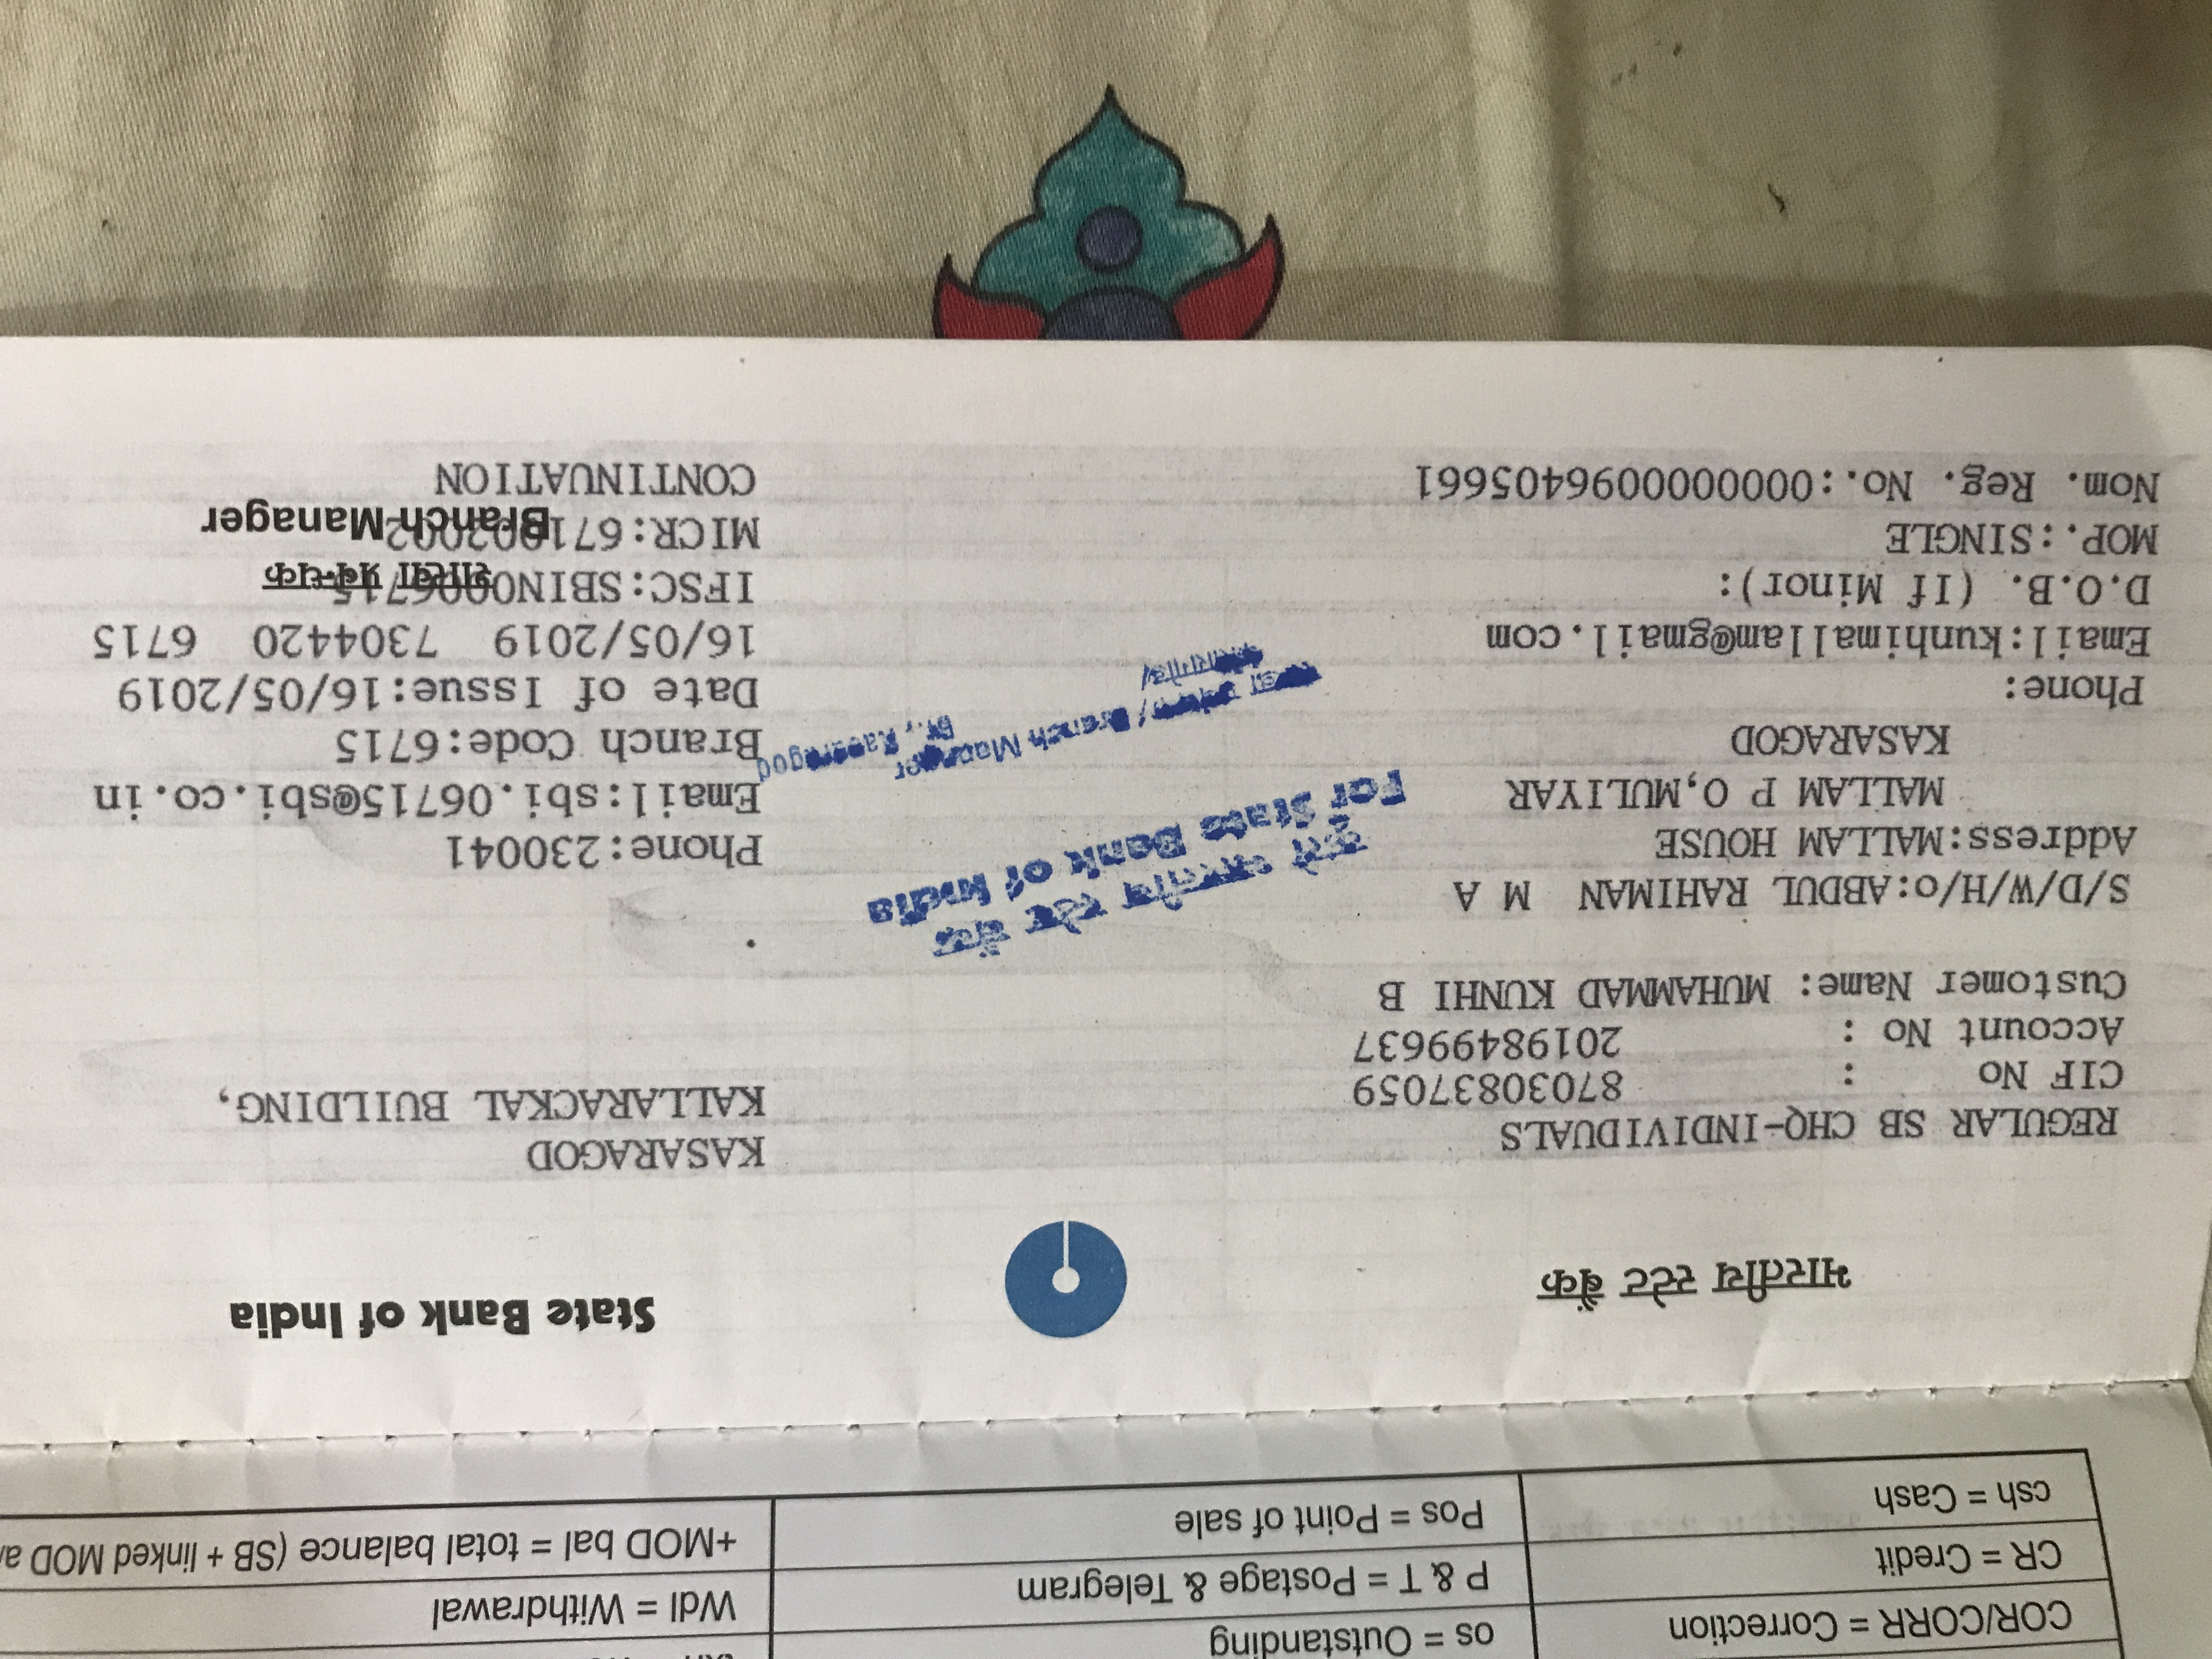 os = Outstanding
COR/CORR = Correction
Wdl = Withdrawal
P & T = Postage & Telegram
CR = Credit
+MOD bal = total balance (SB + linked MOD
Pos = Point of sale
csh = Cash
भारतीय स्टेट बैंक
State Bank of India
REGULAR SB CHQ-INDIVIDUALS
CIF No : 87030837059
Account No : 20198499637
Customer Name: MUHAMMAD KUNHI B
S/D/W/H/o:ABDUL RAHIMAN M A
Address:MALLAM HOUSE
MALLAM P O,MULIYAR
KASARAGOD
Phone:
Email:kunhimallam@gmail.com
D.O.B. (If Minor):
MOP.:SINGLE
Nom. Reg. No.:0000000009646405661
KASARAGOD
KALLARACKAL BUILDING,
.
Phone:230041
Email:sbi.06715@sbi.co.in
Branch Code:6715
Date of Issue:16/05/2019
16/05/2019 7304420 6715
IFSC:SBIN0006715
शाखा प्रबन्धक
MICR:671002002
Branch Manager
CONTINUATION
कृते भारतीय स्टेट बैंक
For State Bank of India
Branch Manager
Br., Kasaragod